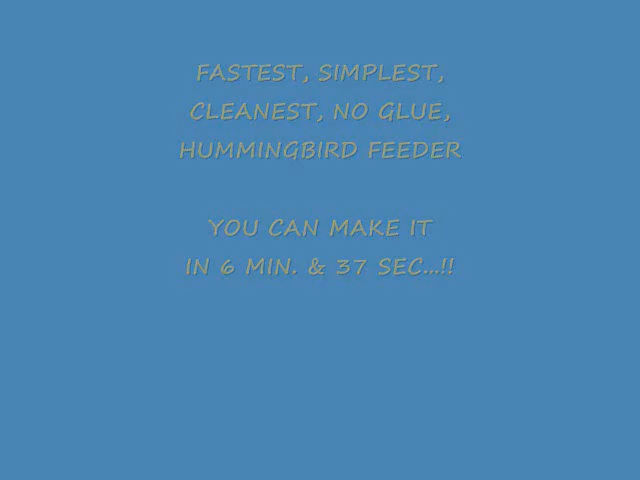 FASTEST, SIMPLEST,
CLEANEST, NO GLUE,
HUMMINGBIRD FEEDER
YOU CAN MAKE IT
IN 6 MIN. & 37 SEC...!!